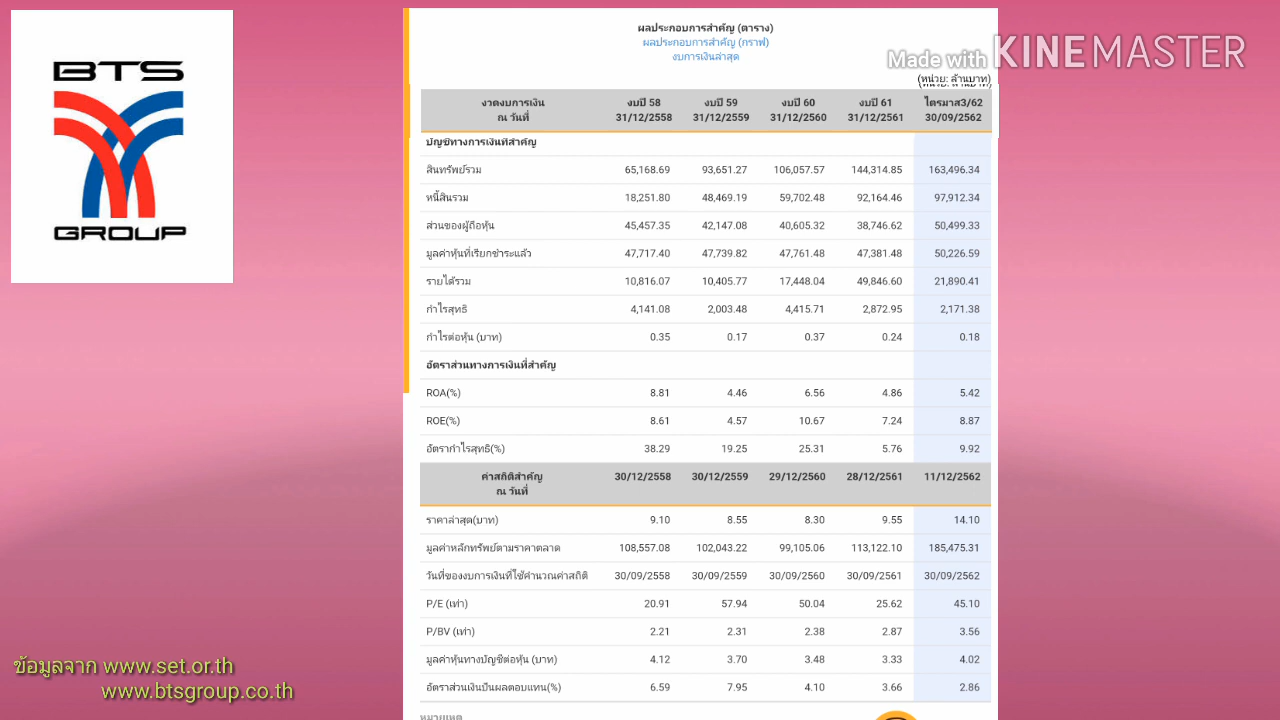 BTS
GROUP
ผลประกอบการสำคัญ (ตาราง)
ผลประกอบการสำคัญ (กราฟ)
งบการเงินล่าสุด
Made with KINEMASTER
(หน่วย: ล้านบาท)
งวดงบการเงิน ณ วันที่ งบปี 58 31/12/2558 งบปี 59 31/12/2559 งบปี 60 31/12/2560 งบปี 61 31/12/2561 ไตรมาส3/62 30/09/2562
บัญชีทางการเงินที่สำคัญ
สินทรัพย์รวม 65,168.69 93,651.27 106,057.57 144,314.85 163,496.34
หนี้สินรวม 18,251.80 48,469.19 59,702.48 92,164.46 97,912.34
ส่วนของผู้ถือหุ้น 45,457.35 42,147.08 40,605.32 38,746.62 50,499.33
มูลค่าหุ้นที่เรียกชำระแล้ว 47,717.40 47,739.82 47,761.48 47,381.48 50,226.59
รายได้รวม 10,816.07 10,405.77 17,448.04 49,846.60 21,890.41
กำไรสุทธิ 4,141.08 2,003.48 4,415.71 2,872.95 2,171.38
กำไรต่อหุ้น (บาท) 0.35 0.17 0.37 0.24 0.18
อัตราส่วนทางการเงินที่สำคัญ
ROA(%) 8.81 4.46 6.56 4.86 5.42
ROE(%) 8.61 4.57 10.67 7.24 8.87
อัตรากำไรสุทธิ(%) 38.29 19.25 25.31 5.76 9.92
ค่าสถิติสำคัญ ณ วันที่ 30/12/2558 30/12/2559 29/12/2560 28/12/2561 11/12/2562
ราคาล่าสุด(บาท) 9.10 8.55 8.30 9.55 14.10
มูลค่าหลักทรัพย์ตามราคาตลาด 108,557.08 102,043.22 99,105.06 113,122.10 185,475.31
วันที่ของงบการเงินที่ใช้คำนวณค่าสถิติ 30/09/2558 30/09/2559 30/09/2560 30/09/2561 30/09/2562
P/E (เท่า) 20.91 57.94 50.04 25.62 45.10
P/BV (เท่า) 2.21 2.31 2.38 2.87 3.56
มูลค่าหุ้นทางบัญชีต่อหุ้น (บาท) 4.12 3.70 3.48 3.33 4.02
อัตราส่วนเงินปันผลตอบแทน(%) 6.59 7.95 4.10 3.66 2.86
หมายเหตุ
ข้อมูลจาก www.set.or.th
www.btsgroup.co.th